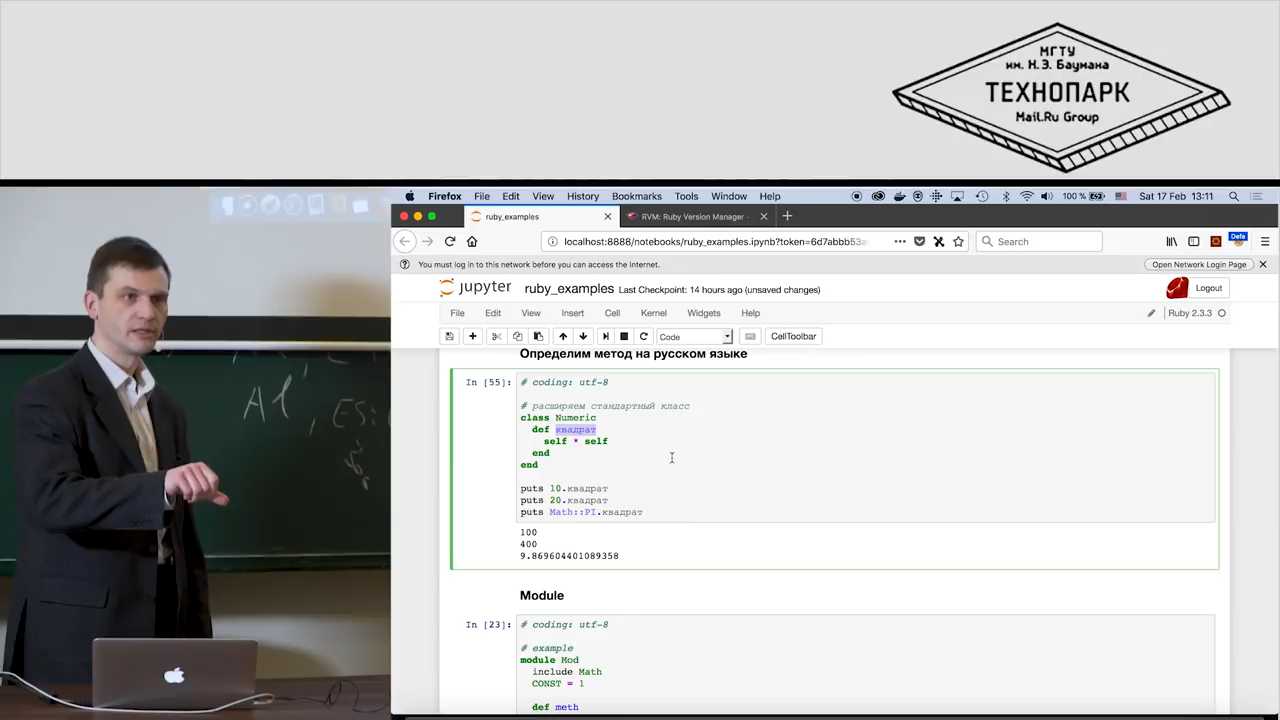 МГТУ
им. Н.Э. Баумана
ТЕХНОПАРК
Mail.Ru Group
Firefox File Edit View History Bookmarks Tools Window Help 100 % Sat 17 Feb 13:11
ruby_examples RVM: Ruby Version Manager -
localhost:8888/notebooks/ruby_examples.ipynb?token=6d7abbb53a Search Defa
You must log in to this network before you can access the Internet. Open Network Login Page
jupyter ruby_examples Last Checkpoint: 14 hours ago (unsaved changes) Logout
File Edit View Insert Cell Kernel Widgets Help Ruby 2.3.3
Code CellToolbar
Определим метод на русском языке
In [55]: # coding: utf-8
# расширяем стандартный класс
class Numeric
def квадрат
self * self
end
end
puts 10.квадрат
puts 20.квадрат
puts Math::PI.квадрат
100
400
9.869604401089358
Module
In [23]: # coding: utf-8
# example
module Mod
include Math
CONST = 1
def meth